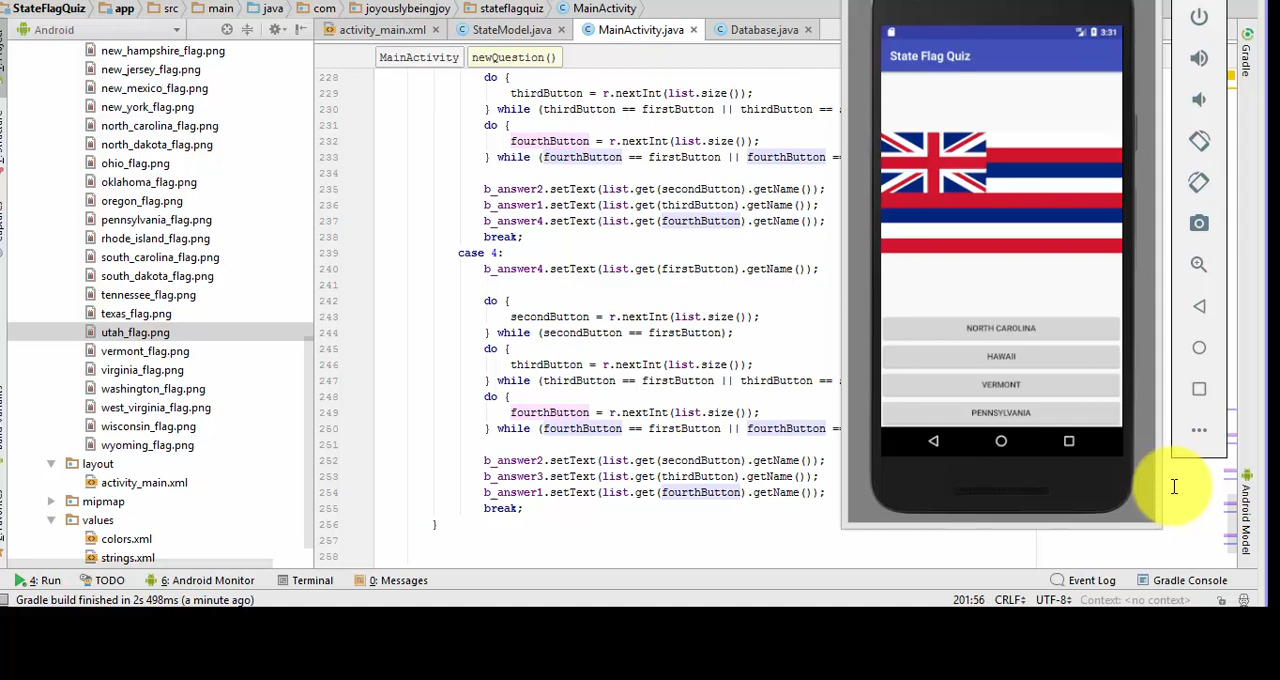 StateFlagQuiz app src main java com joyouslybeingjoy stateflagquiz MainActivity
Android
activity_main.xml StateModel.java MainActivity.java Database.java
MainActivity newQuestion()
new_hampshire_flag.png
new_jersey_flag.png
new_mexico_flag.png
new_york_flag.png
north_carolina_flag.png
north_dakota_flag.png
ohio_flag.png
oklahoma_flag.png
oregon_flag.png
pennsylvania_flag.png
rhode_island_flag.png
south_carolina_flag.png
south_dakota_flag.png
tennessee_flag.png
texas_flag.png
utah_flag.png
vermont_flag.png
virginia_flag.png
washington_flag.png
west_virginia_flag.png
wisconsin_flag.png
wyoming_flag.png
layout
activity_main.xml
mipmap
values
colors.xml
strings.xml
228 do {
229 thirdButton = r.nextInt(list.size());
230 } while (thirdButton == firstButton || thirdButton ==
231 do {
232 fourthButton = r.nextInt(list.size());
233 } while (fourthButton == firstButton || fourthButton ==
234
235 b_answer2.setText(list.get(secondButton).getName());
236 b_answer1.setText(list.get(thirdButton).getName());
237 b_answer4.setText(list.get(fourthButton).getName());
238 break;
239 case 4:
240 b_answer4.setText(list.get(firstButton).getName());
241
242 do {
243 secondButton = r.nextInt(list.size());
244 } while (secondButton == firstButton);
245 do {
246 thirdButton = r.nextInt(list.size());
247 } while (thirdButton == firstButton || thirdButton ==
248 do {
249 fourthButton = r.nextInt(list.size());
250 } while (fourthButton == firstButton || fourthButton ==
251
252 b_answer2.setText(list.get(secondButton).getName());
253 b_answer3.setText(list.get(thirdButton).getName());
254 b_answer1.setText(list.get(fourthButton).getName());
255 break;
256 }
257
258
3:31
State Flag Quiz
NORTH CAROLINA
HAWAII
VERMONT
PENNSYLVANIA
Gradle
Android Model
4: Run TODO 6: Android Monitor Terminal 0: Messages Event Log Gradle Console
Gradle build finished in 2s 498ms (a minute ago) 201:56 CRLF UTF-8 Context: <no context>